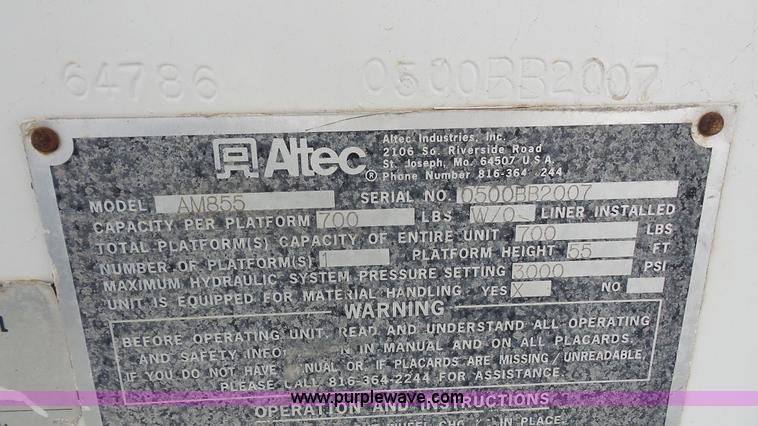 64786 0500BB2007
Altec
Altec Industries, Inc.
2106 So. Riverside Road
St. Joseph, Mo. 64507 U.S.A.
® Phone Number 816-364 244
MODEL AM855 SERIAL NO. 0500BB2007
CAPACITY PER PLATFORM 700 LBS W/O LINER INSTALLED
TOTAL PLATFORM(S) CAPACITY OF ENTIRE UNIT 700 LBS
NUMBER OF PLATFORM(S) 1 PLATFORM HEIGHT 55 FT
MAXIMUM HYDRAULIC SYSTEM PRESSURE SETTING 3000 PSI
UNIT IS EQUIPPED FOR MATERIAL HANDLING YES X NO
WARNING
BEFORE OPERATING UNIT, READ AND UNDERSTAND ALL OPERATING
AND SAFETY IN MANUAL AND ON ALL PLACARDS.
IF YOU DO NOT HAVE OR, IF PLACARDS ARE MISSING/UNREADABLE,
PLEASE CALL 816-364-2244 FOR ASSISTANCE.
www.purplewave.com
OPERATION AND INSTRUCTIONS
WHEEL IN PLACE.